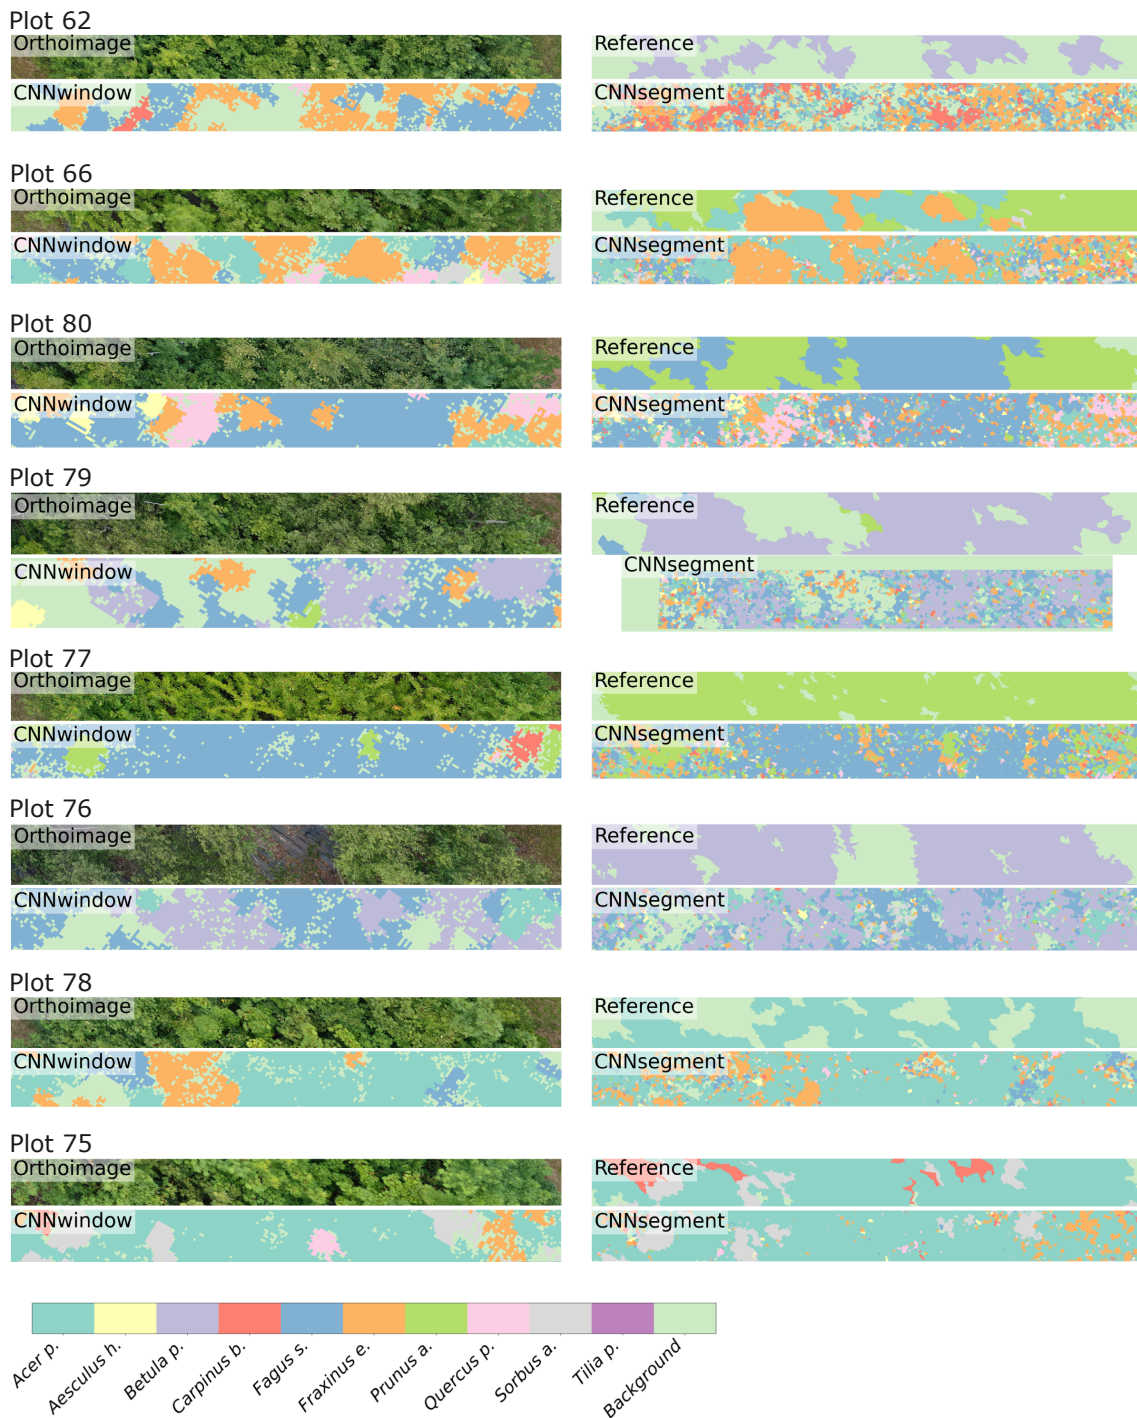 Plot 62
Orthoimage
Reference
CNNwindow
CNNsegment
Plot 66
Orthoimage
Reference
CNNwindow
CNNsegment
Plot 80
Orthoimage
Reference
CNNwindow
CNNsegment
Plot 79
Orthoimage
Reference
CNNwindow
CNNsegment
Plot 77
Orthoimage
Reference
CNNwindow
CNNsegment
Plot 76
Orthoimage
Reference
CNNwindow
CNNsegment
Plot 78
Orthoimage
Reference
CNNwindow
CNNsegment
Plot 75
Orthoimage
Reference
CNNwindow
CNNsegment
Acer p.
Aesculus h.
Betula p.
Carpinus b.
Fagus s.
Fraxinus e.
Prunus a.
Quercus p.
Sorbus a.
Tilia p.
Background